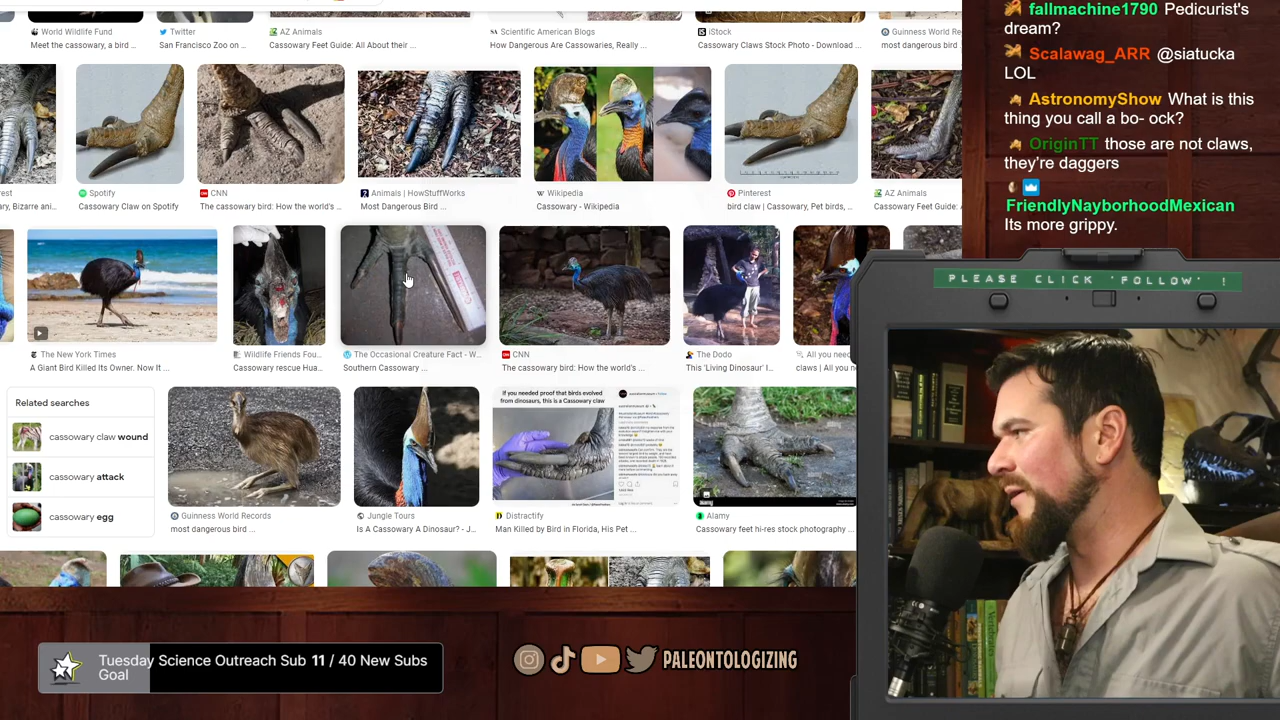 World Wildlife Fund
Meet the cassowary, a bird ...
Twitter
San Francisco Zoo on ...
AZ Animals
Cassowary Feet Guide: All About their ...
Scientific American Blogs
How Dangerous Are Cassowaries, Really ...
iStock
Cassowary Claws Stock Photo - Download ...
Guinness World Re
most dangerous bird ...
rest
ary, Bizarre ani...
Spotify
Cassowary Claw on Spotify
CNN
The cassowary bird: How the world's ...
Animals | HowStuffWorks
Most Dangerous Bird ...
W Wikipedia
Cassowary - Wikipedia
Pinterest
bird claw | Cassowary, Pet birds, ...
AZ Animals
Cassowary Feet Guide:
The New York Times
A Giant Bird Killed Its Owner. Now It ...
Wildlife Friends Fou...
Cassowary rescue Hua...
The Occasional Creature Fact - W...
Southern Cassowary ...
CNN
The cassowary bird: How the world's ...
The Dodo
This 'Living Dinosaur' I...
All you need
claws | All you
Related searches
cassowary claw wound
cassowary attack
cassowary egg
Guinness World Records
most dangerous bird ...
Jungle Tours
Is A Cassowary A Dinosaur? - J...
If you needed proof that birds evolved
from dinosaurs, this is a Cassowary claw
Distractify
Man Killed by Bird in Florida, His Pet ...
Alamy
Cassowary feet hi-res stock photography ...
fallmachine1790 Pedicurist's
dream?
Scalawag_ARR @siatucka
LOL
AstronomyShow What is this
thing you call a bo- ock?
OriginTT those are not claws,
they're daggers
FriendlyNayborhoodMexican
Its more grippy.
PLEASE CLICK 'FOLLOW' !
Tuesday Science Outreach Sub 11 / 40 New Subs
Goal
PALEONTOLOGIZING